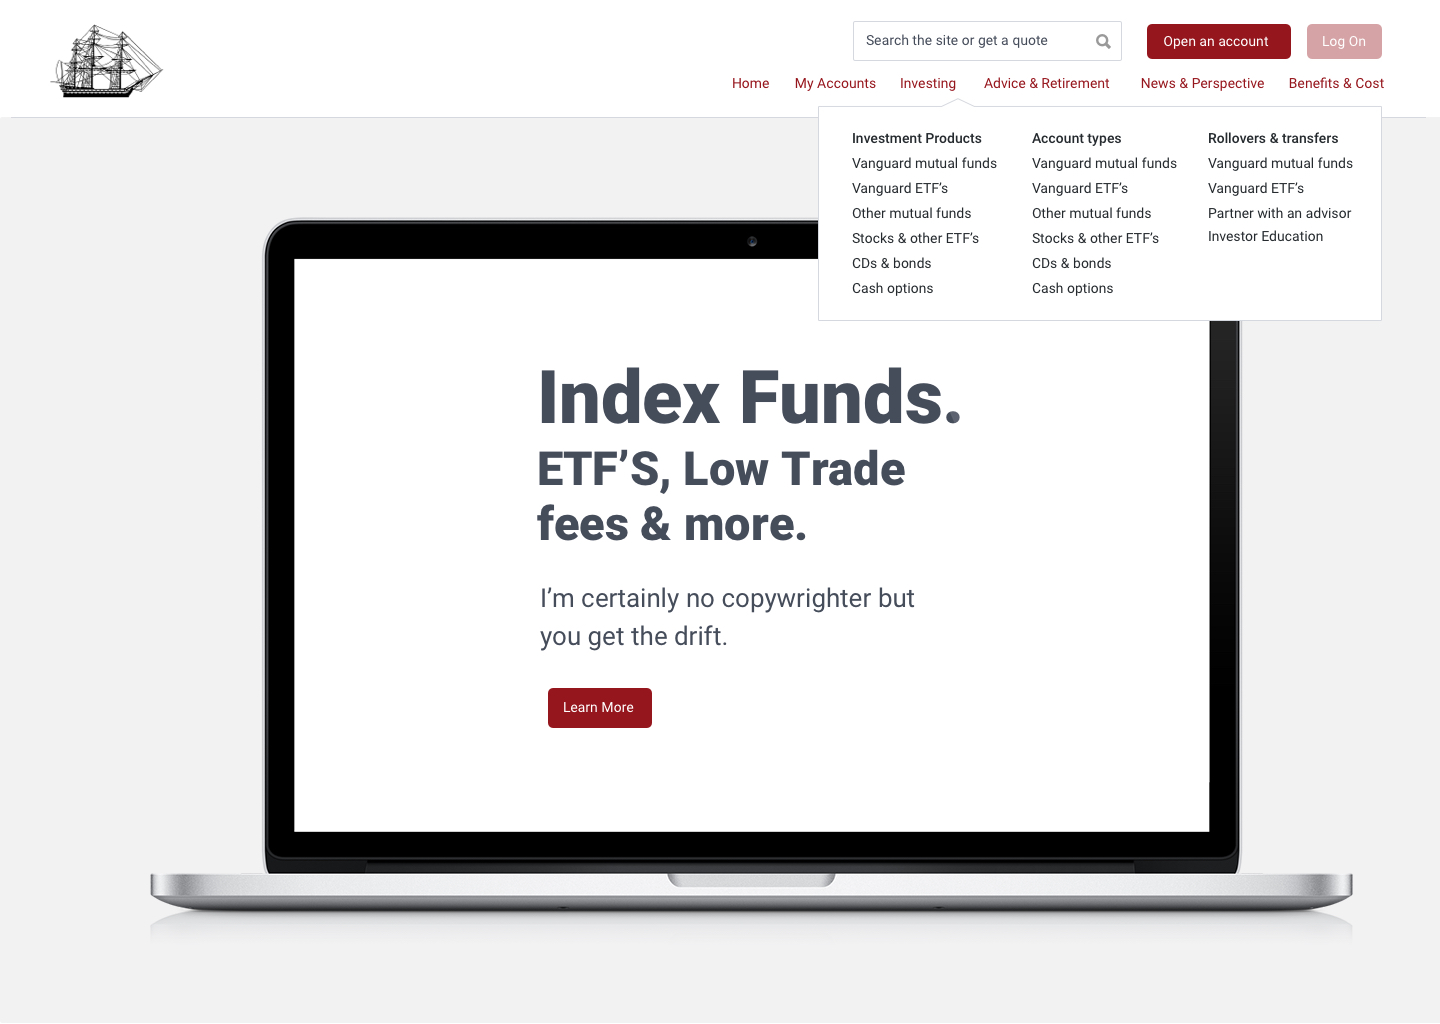 Search the site or get a quote
Open an account
Log On
Home
My Accounts
Investing
Advice & Retirement
News & Perspective
Benefits & Cost
Investment Products
Vanguard mutual funds
Vanguard ETF’s
Other mutual funds
Stocks & other ETF’s
CDs & bonds
Cash options
Account types
Vanguard mutual funds
Vanguard ETF’s
Other mutual funds
Stocks & other ETF’s
CDs & bonds
Cash options
Rollovers & transfers
Vanguard mutual funds
Vanguard ETF’s
Partner with an advisor
Investor Education
Index Funds.
ETF’S, Low Trade
fees & more.
I’m certainly no copywrighter but
you get the drift.
Learn More